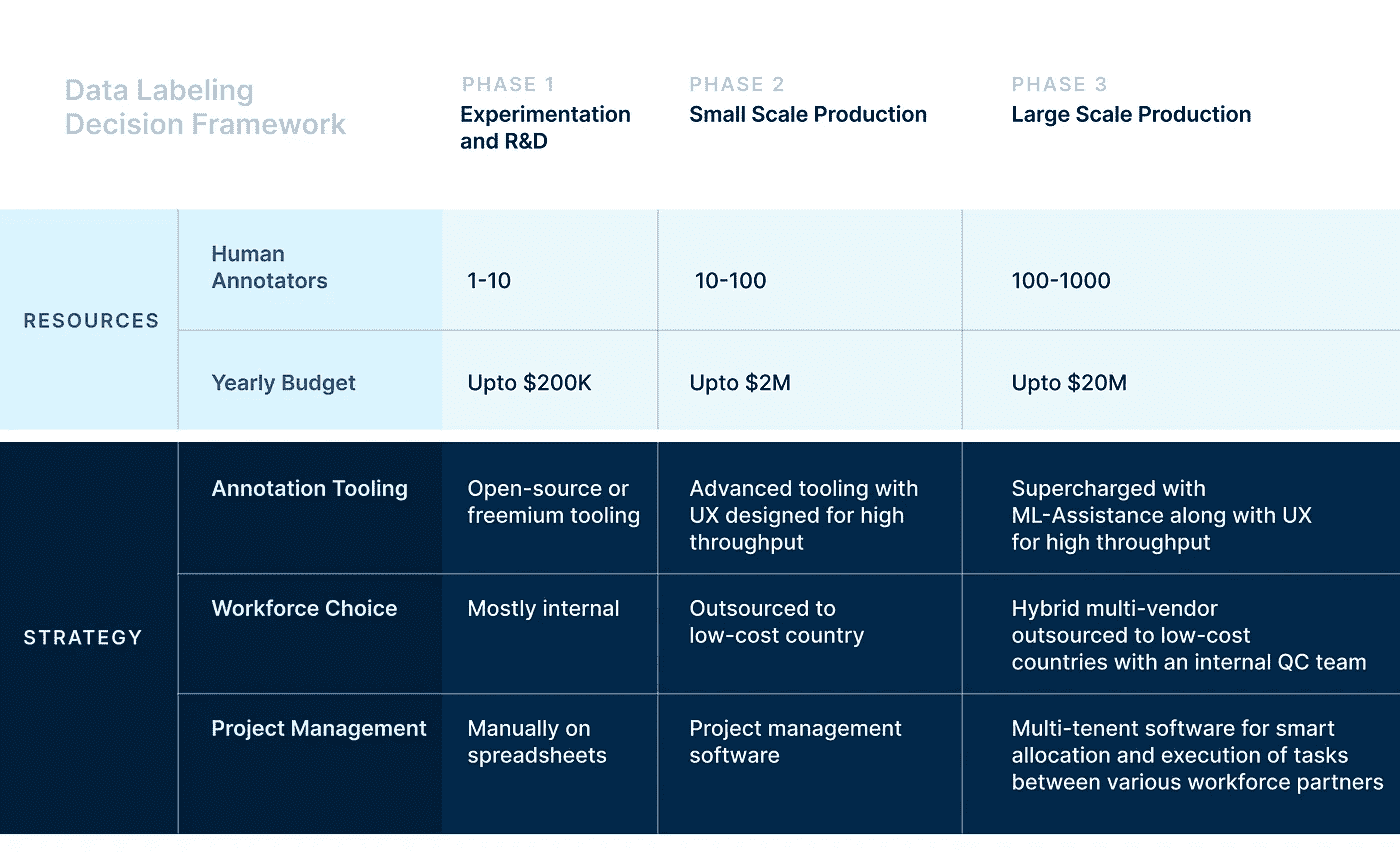 Data Labeling
Decision Framework
PHASE 1
Experimentation
and R&D
PHASE 2
Small Scale Production
PHASE 3
Large Scale Production
RESOURCES
Human
Annotators
1-10
10-100
100-1000
Yearly Budget
Upto $200K
Upto $2M
Upto $20M
STRATEGY
Annotation Tooling
Open-source or
freemium tooling
Advanced tooling with
UX designed for high
throughput
Supercharged with
ML-Assistance along with UX
for high throughput
Workforce Choice
Mostly internal
Outsourced to
low-cost country
Hybrid multi-vendor
outsourced to low-cost
countries with an internal QC team
Project Management
Manually on
spreadsheets
Project management
software
Multi-tenent software for smart
allocation and execution of tasks
between various workforce partners